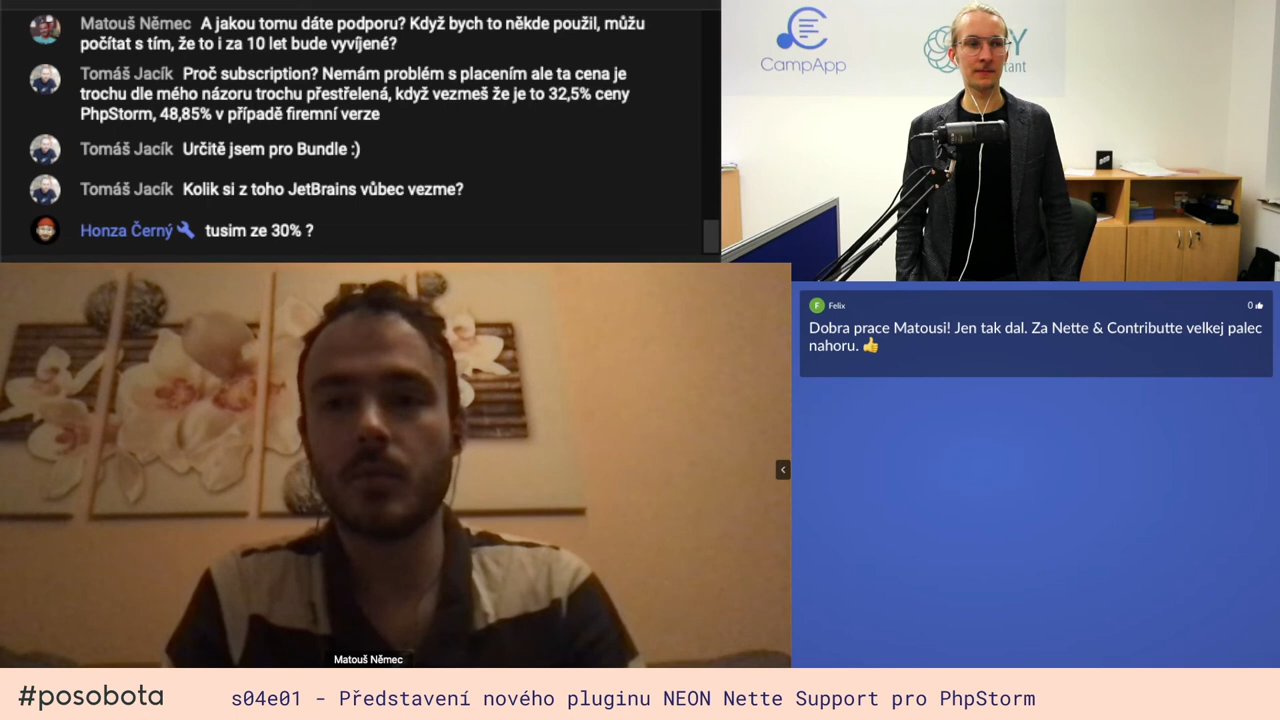 Matouš Němec A jakou tomu dáte podporu? Když bych to někde použil, můžu
počítat s tím, že to i za 10 let bude vyvíjené?
Tomáš Jacík Proč subscription? Nemám problém s placením ale ta cena je
trochu dle mého názoru trochu přestřelená, když vezmeš že je to 32,5% ceny
PhpStorm, 48,85% v případě firemní verze
Tomáš Jacík Určitě jsem pro Bundle :)
Tomáš Jacík Kolik si z toho JetBrains vůbec vezme?
Honza Černý tusim ze 30% ?
CampApp
F Felix
0
Dobra prace Matousi! Jen tak dal. Za Nette & Contributte velkej palec
nahoru. 👍
Matouš Němec
#posobota
s04e01 - Představení nového pluginu NEON Nette Support pro PhpStorm